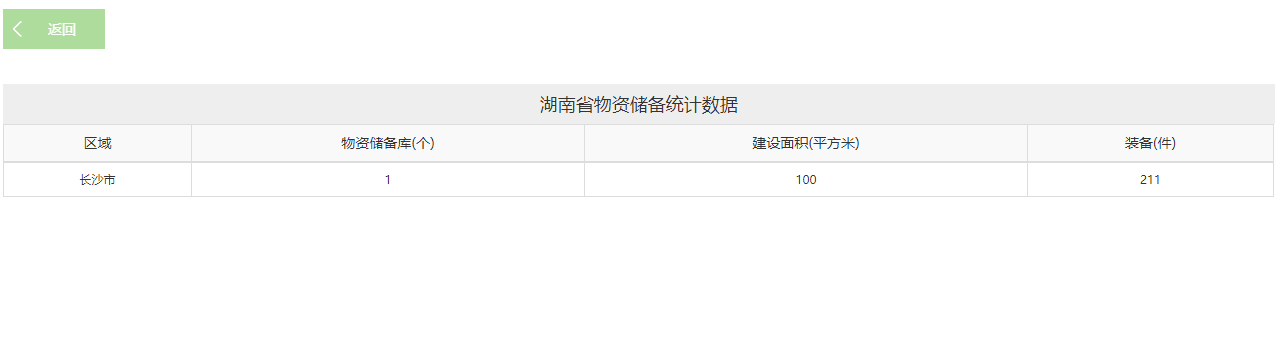 返回
湖南省物资储备统计数据
区域 物资储备库(个) 建设面积(平方米) 装备(件)
长沙市 1 100 211